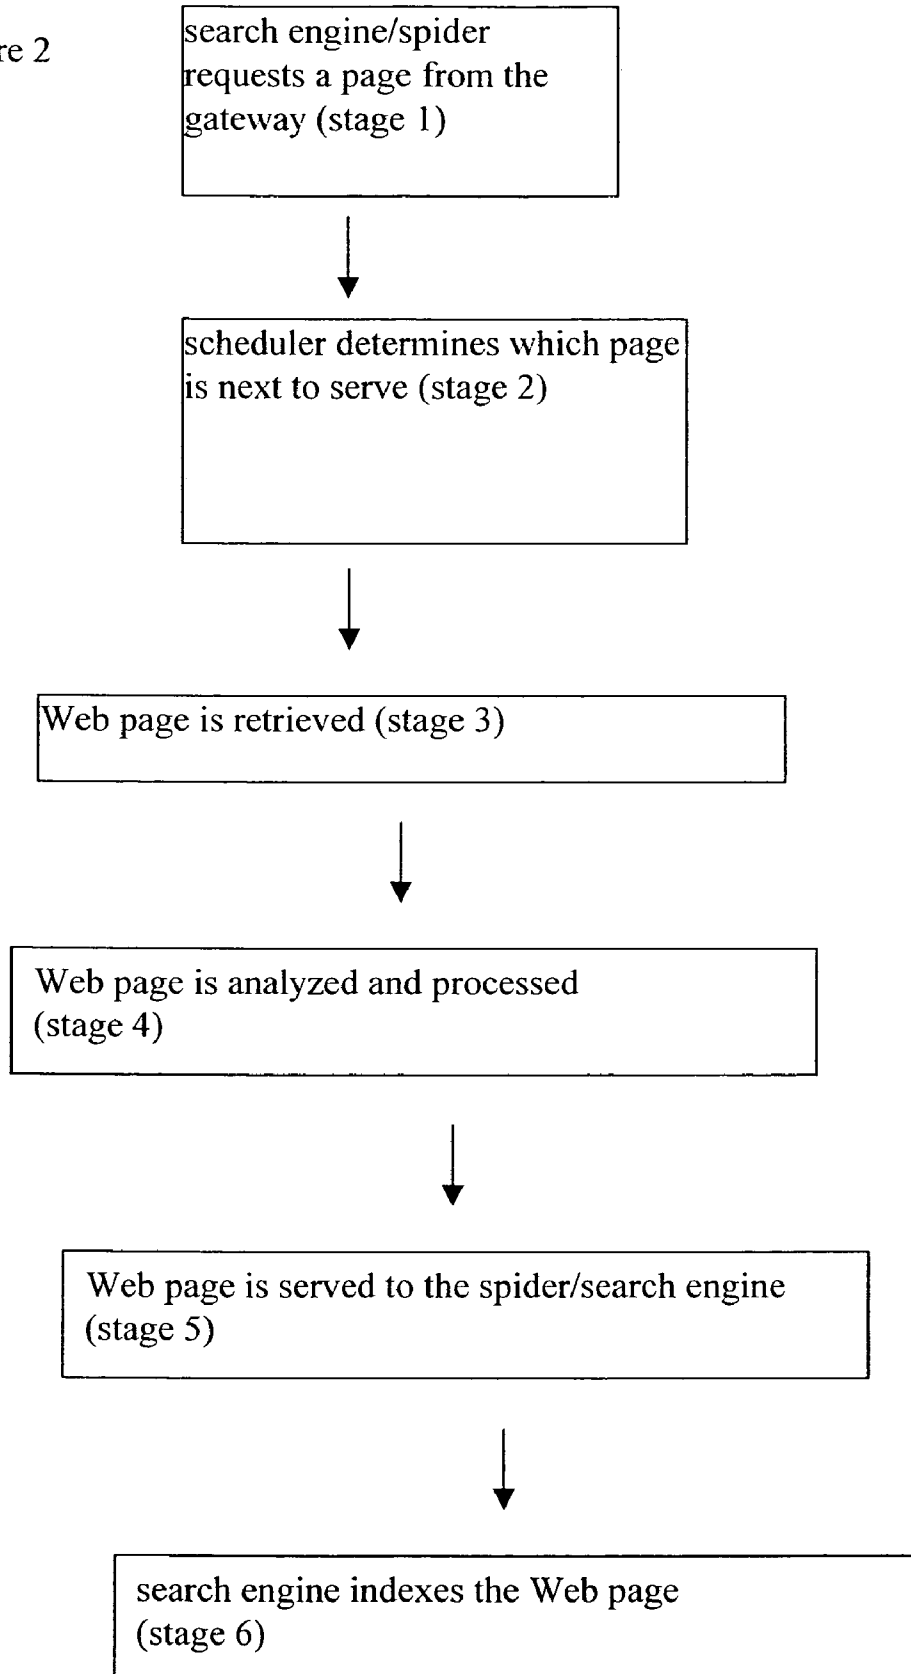 re 2
search engine/spider
requests a page from the
gateway (stage 1)
scheduler determines which page
is next to serve (stage 2)
Web page is retrieved (stage 3)
Web page is analyzed and processed
(stage 4)
Web page is served to the spider/search engine
(stage 5)
search engine indexes the Web page
(stage 6)